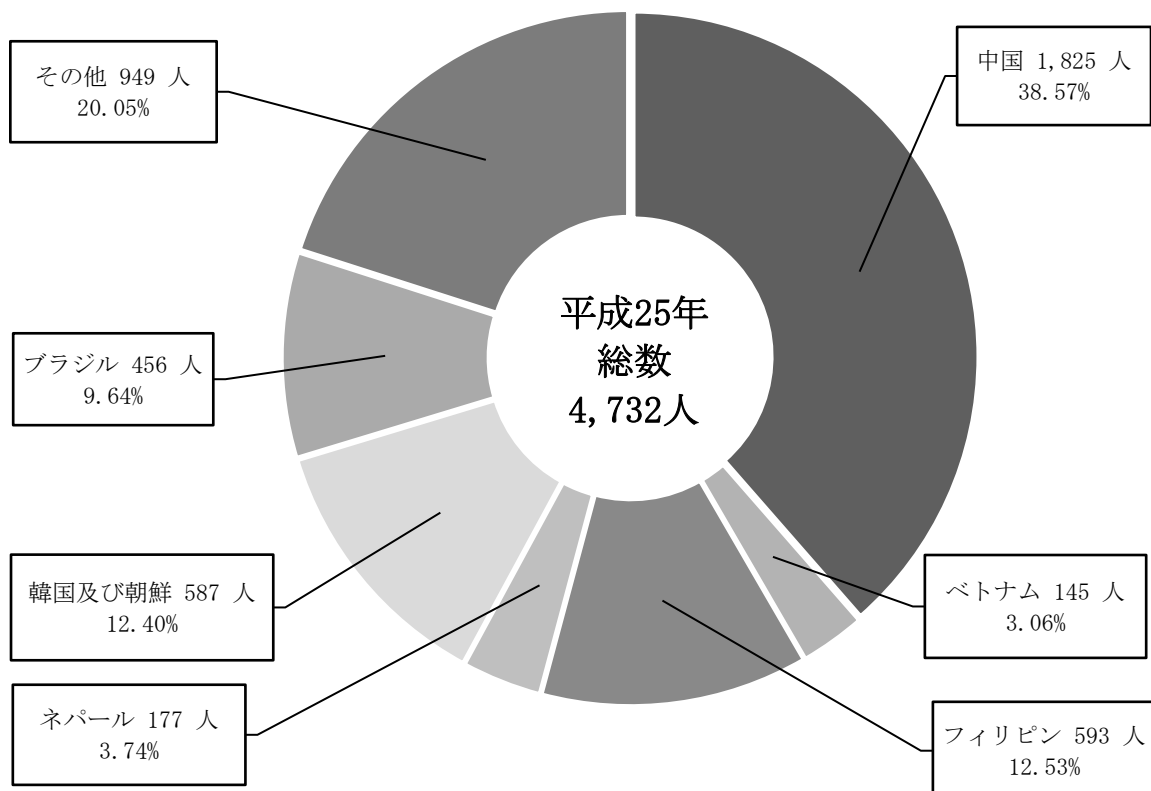 平成25年
総数
4,732人
中国 1,825 人
38.57%
ベトナム 145 人
3.06%
フィリピン 593 人
12.53%
ネパール 177 人
3.74%
韓国及び朝鮮 587 人
12.40%
ブラジル 456 人
9.64%
その他 949 人
20.05%